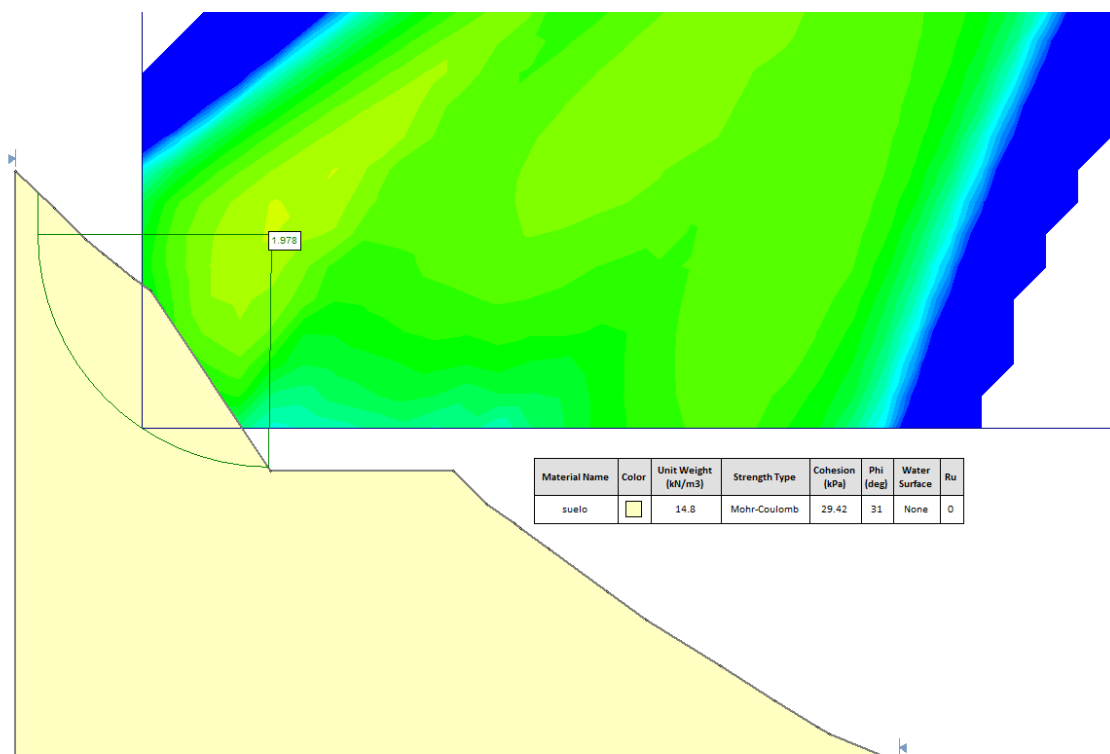 1.978
Material Name Color Unit Weight (kN/m3) Strength Type Cohesion (kPa) Phi (deg) Water Surface Ru
suelo 14.8 Mohr-Coulomb 29.42 31 None 0